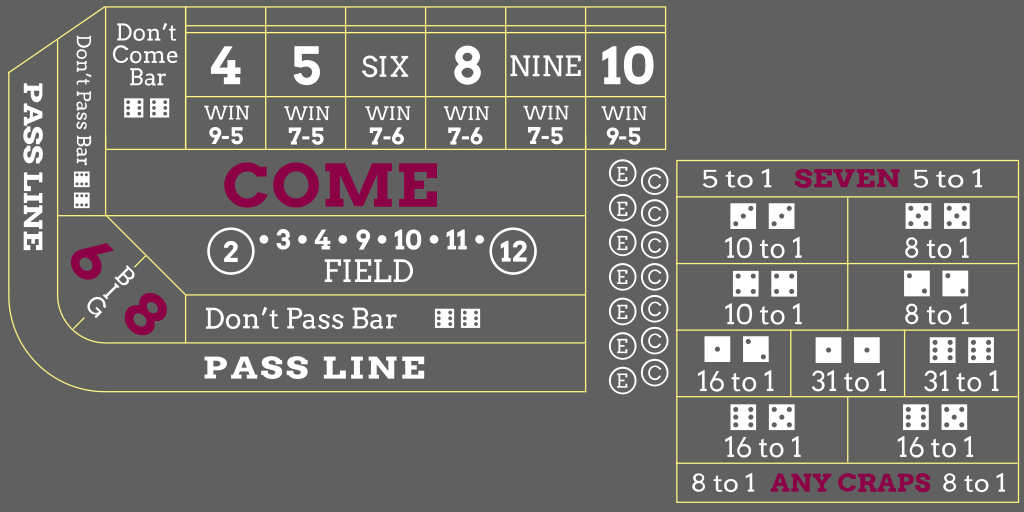 PASS LINE
Don't Pass Bar
Don't
Come
Bar
4 5 SIX 8 NINE 10
WIN WIN WIN WIN WIN WIN
9-5 7-5 7-6 7-6 7-5 9-5
COME
2 • 3 • 4 • 9 • 10 • 11 • 12
FIELD
6
BIG
8
Don't Pass Bar
PASS LINE
E C
E C
E C
E C
E C
E C
E C
5 to 1 SEVEN 5 to 1
10 to 1 8 to 1
10 to 1 8 to 1
16 to 1 31 to 1 31 to 1
16 to 1 16 to 1
8 to 1 ANY CRAPS 8 to 1